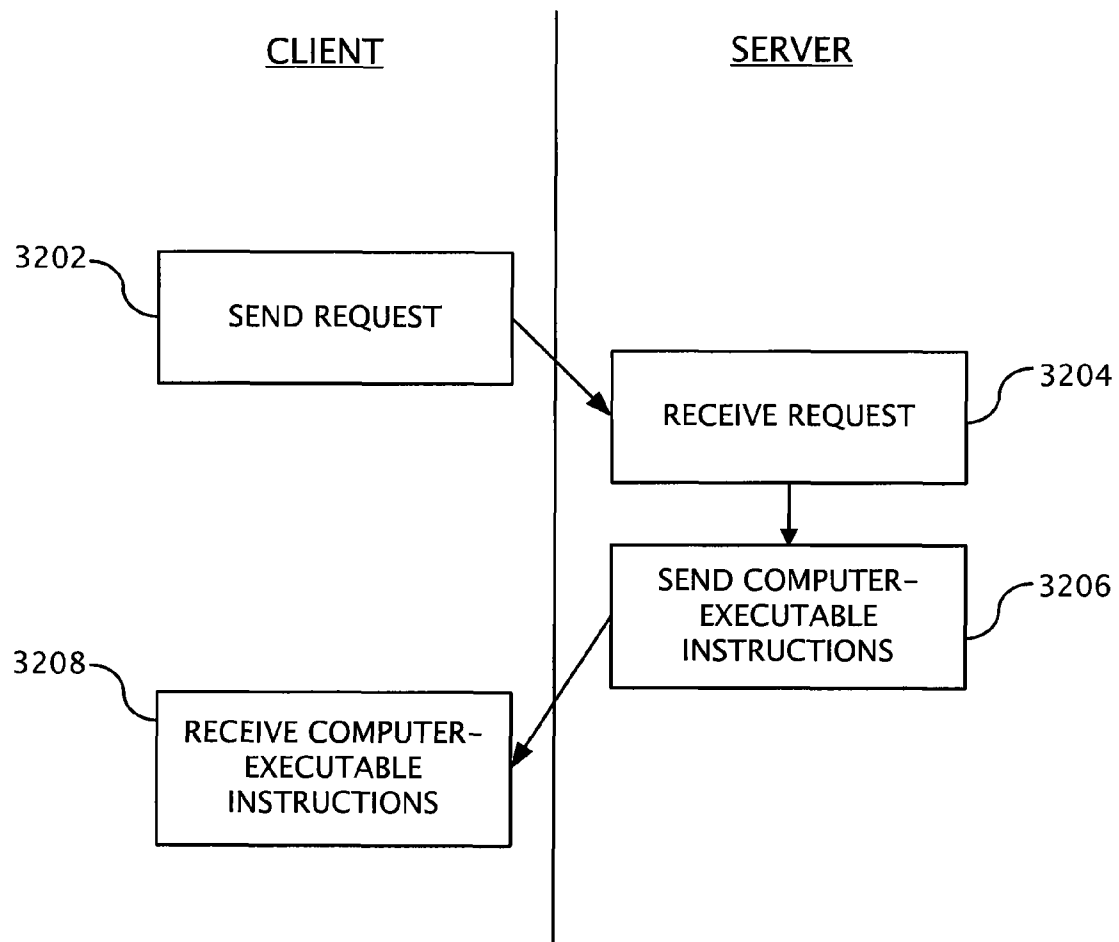 CLIENT
SERVER
3202
SEND REQUEST
3204
RECEIVE REQUEST
3206
SEND COMPUTER-
EXECUTABLE
INSTRUCTIONS
3208
RECEIVE COMPUTER-
EXECUTABLE
INSTRUCTIONS